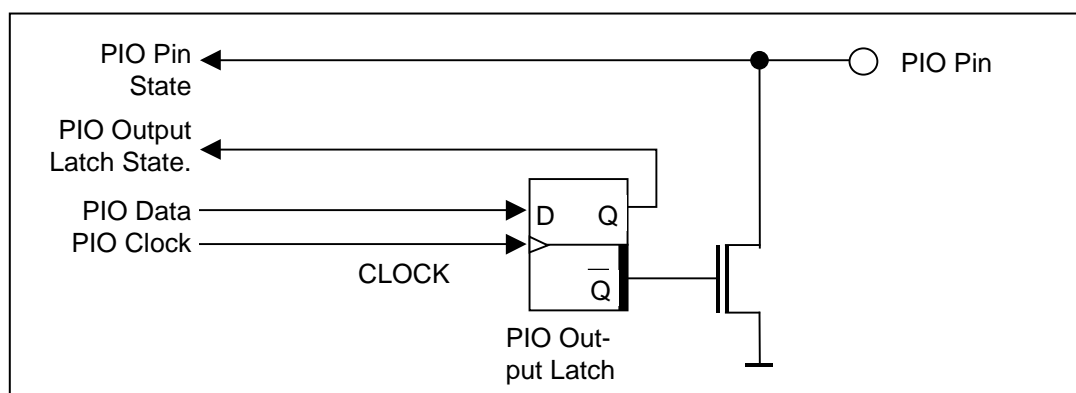 PIO Pin
State
PIO Pin
PIO Output
Latch State.
PIO Data
PIO Clock
D
Q
CLOCK
Q
PIO Out-
put Latch